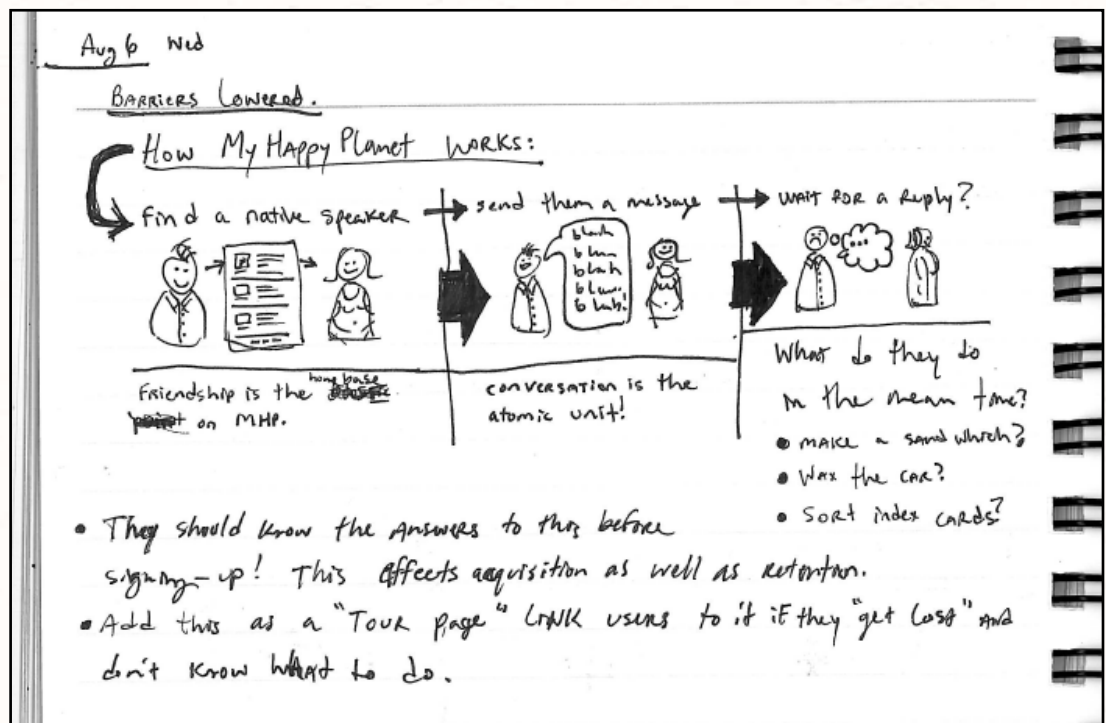 Aug 6 Wed
BARRIERS LOWERED.
How My Happy Planet WORKS:
Find a native speaker
send them a message
WAIT FOR A Reply?
blah
blah
blah
blah
blah!
...
Friendship is the home base
on MHP.
conversation is the
atomic unit!
What do they do
in the mean time?
• MAKE a sandwhich?
• Wax the CAR?
• SORT index CARDS?
• They should know the Answers to this before
signing-up! This effects aquisition as well as retention.
• Add this as a "Tour page" LINK users to it if they "get lost" AND
don't know what to do.